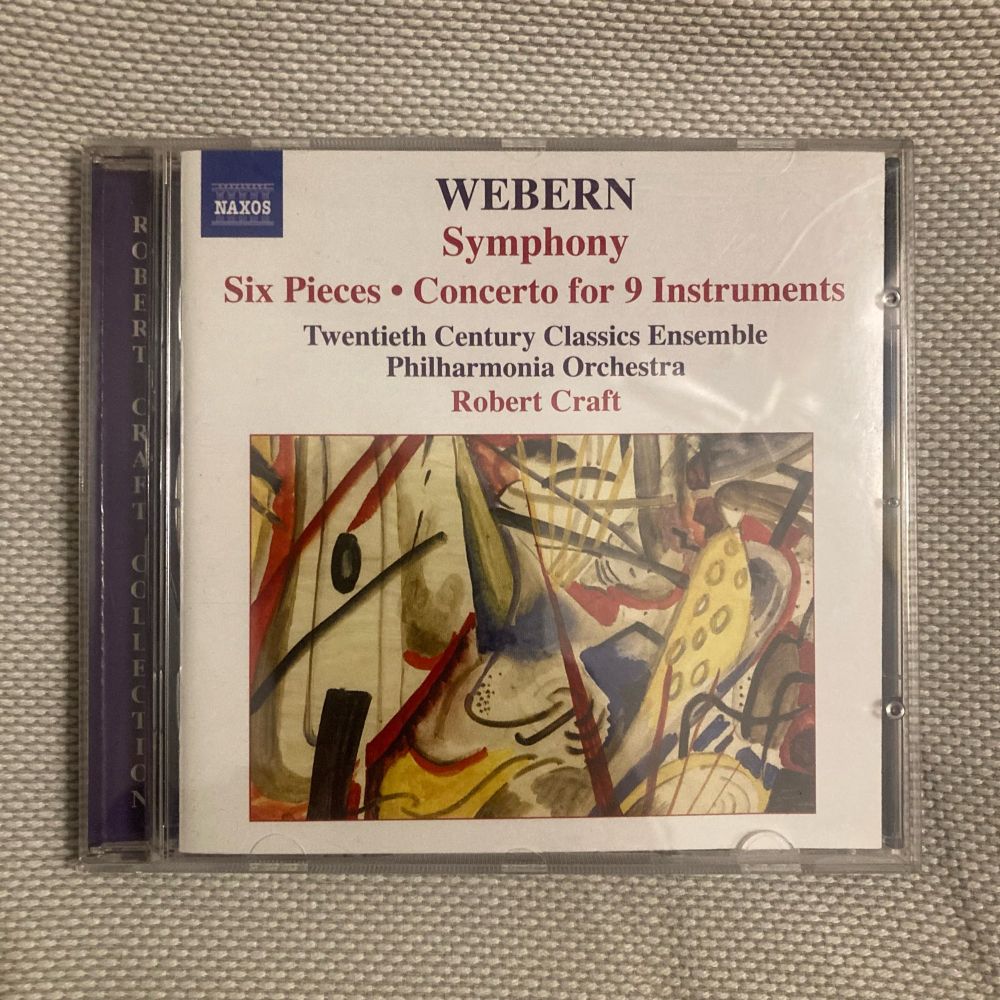 NAXOS
WEBERN
Symphony
Six Pieces • Concerto for 9 Instruments
Twentieth Century Classics Ensemble
Philharmonia Orchestra
Robert Craft
ROBERT CRAFT COLLECTION